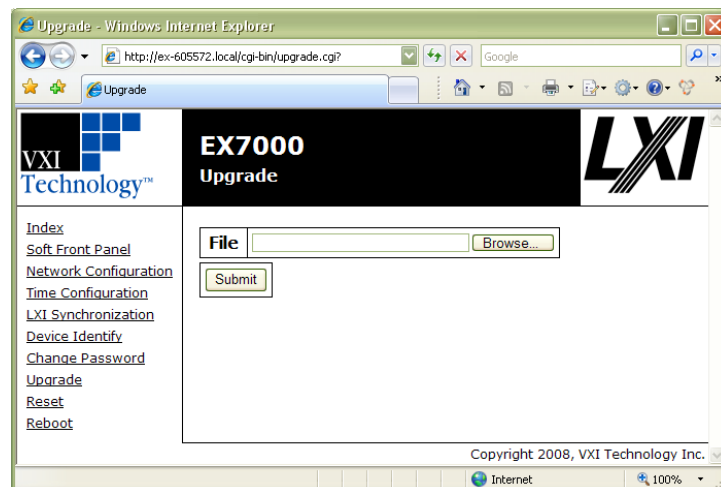 Upgrade - Windows Internet Explorer
http://ex-605572.local/cgi-bin/upgrade.cgi?
Google
Upgrade
VXI
Technology™
EX7000
Upgrade
LXI
Index
Soft Front Panel
Network Configuration
Time Configuration
LXI Synchronization
Device Identify
Change Password
Upgrade
Reset
Reboot
File
Browse...
Submit
Copyright 2008, VXI Technology Inc.
Internet
100%